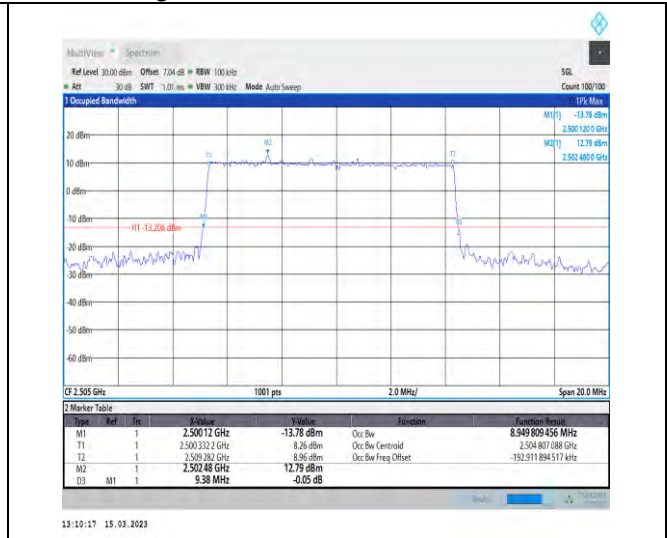 MultiView Spectrum
Ref Level 30.00 dBm Offset 7.04 dB RBW 100 kHz SGL
Att 30 dB SWT 1.01 ms VBW 300 kHz Mode Auto Sweep Count 100/100
1 Occupied Bandwidth 1Pk Max
M1[1] -13.78 dBm
2.500 120 0 GHz
M2[1] 12.79 dBm
2.502 480 0 GHz
20 dBm
M2
T1
10 dBm
0 dBm
-10 dBm
H1 -13.206 dBm
-20 dBm
-30 dBm
-40 dBm
-50 dBm
-60 dBm
CF 2.505 GHz 1001 pts 2.0 MHz/ Span 20.0 MHz
2 Marker Table
Type Ref Trc X-Value Y-Value Function Function Result
M1 1 2.50012 GHz -13.78 dBm Occ Bw 8.949 809 456 MHz
T1 1 2.500 332 2 GHz 8.26 dBm Occ Bw Centroid 2.504 807 088 GHz
T2 1 2.509 282 GHz 8.96 dBm Occ Bw Freq Offset -192.911 894 517 kHz
M2 1 2.502 48 GHz 12.79 dBm
D3 M1 1 9.38 MHz -0.05 dB
13:10:17 15.03.2023